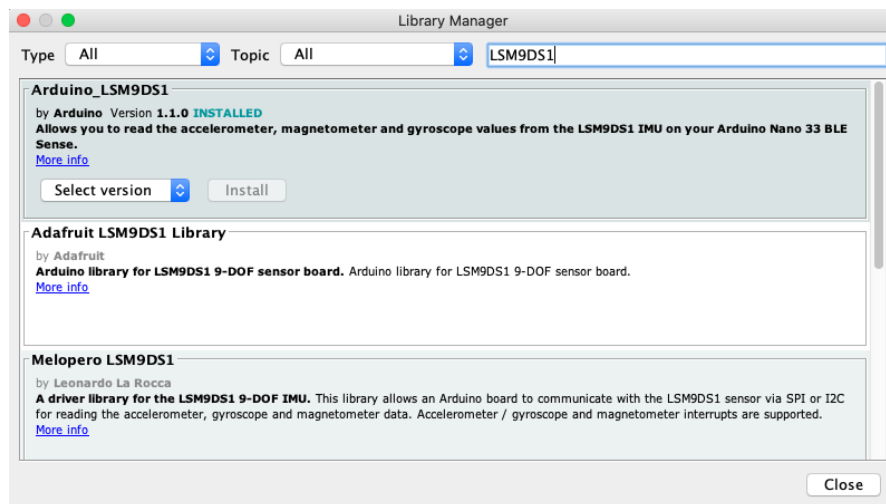 Library Manager
Type All Topic All LSM9DS1
Arduino_LSM9DS1
by Arduino Version 1.1.0 INSTALLED
Allows you to read the accelerometer, magnetometer and gyroscope values from the LSM9DS1 IMU on your Arduino Nano 33 BLE
Sense.
More info
Select version Install
Adafruit LSM9DS1 Library
by Adafruit
Arduino library for LSM9DS1 9-DOF sensor board. Arduino library for LSM9DS1 9-DOF sensor board.
More info
Melopero LSM9DS1
by Leonardo La Rocca
A driver library for the LSM9DS1 9-DOF IMU. This library allows an Arduino board to communicate with the LSM9DS1 sensor via SPI or I2C
for reading the accelerometer, gyroscope and magnetometer data. Accelerometer / gyroscope and magnetometer interrupts are supported.
More info
Close